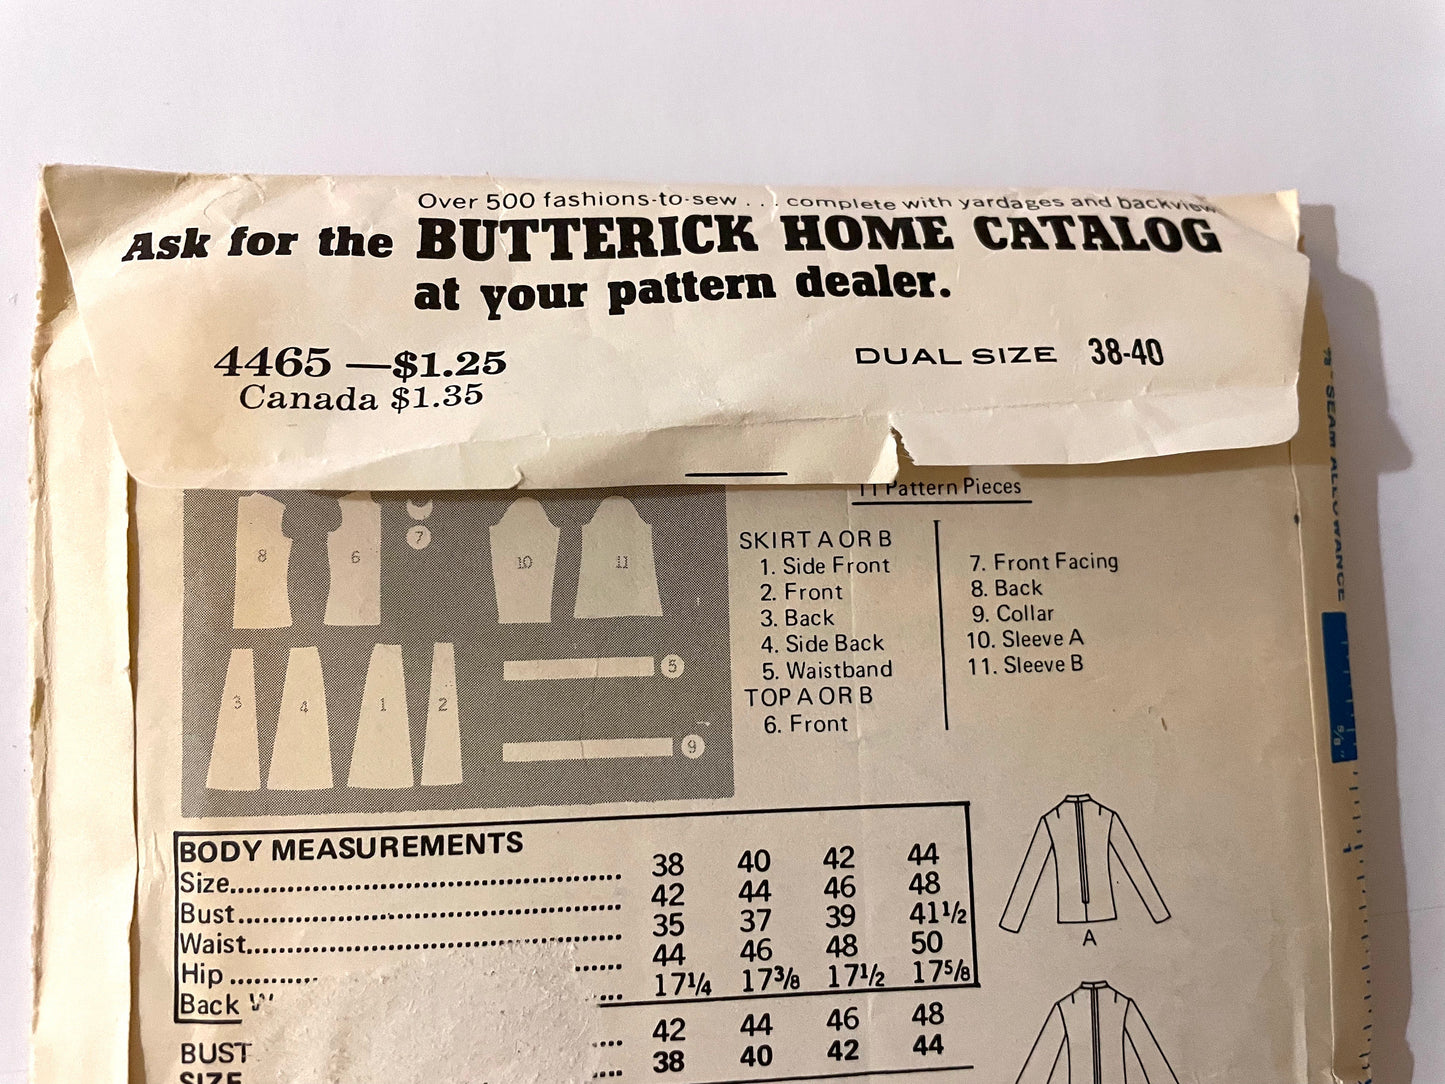 Over 500 fashions-to-sew . . . complete with yardages and backview
Ask for the BUTTERICK HOME CATALOG
at your pattern dealer.
4465 —$1.25
Canada $1.35
DUAL SIZE 38-40
11 Pattern Pieces
SKIRT A OR B
1. Side Front
2. Front
3. Back
4. Side Back
5. Waistband
TOP A OR B
6. Front
7. Front Facing
8. Back
9. Collar
10. Sleeve A
11. Sleeve B
8 6 7 10 11
3 4 1 2 5
9
BODY MEASUREMENTS
Size 38 40 42 44
Bust 42 44 46 48
Waist 35 37 39 41½
Hip 44 46 48 50
Back 17¼ 17⅜ 17½ 17⅝
BUST 42 44 46 48
SIZE 38 40 42 44
A
⅝" SEAM ALLOWANCE
⅝"